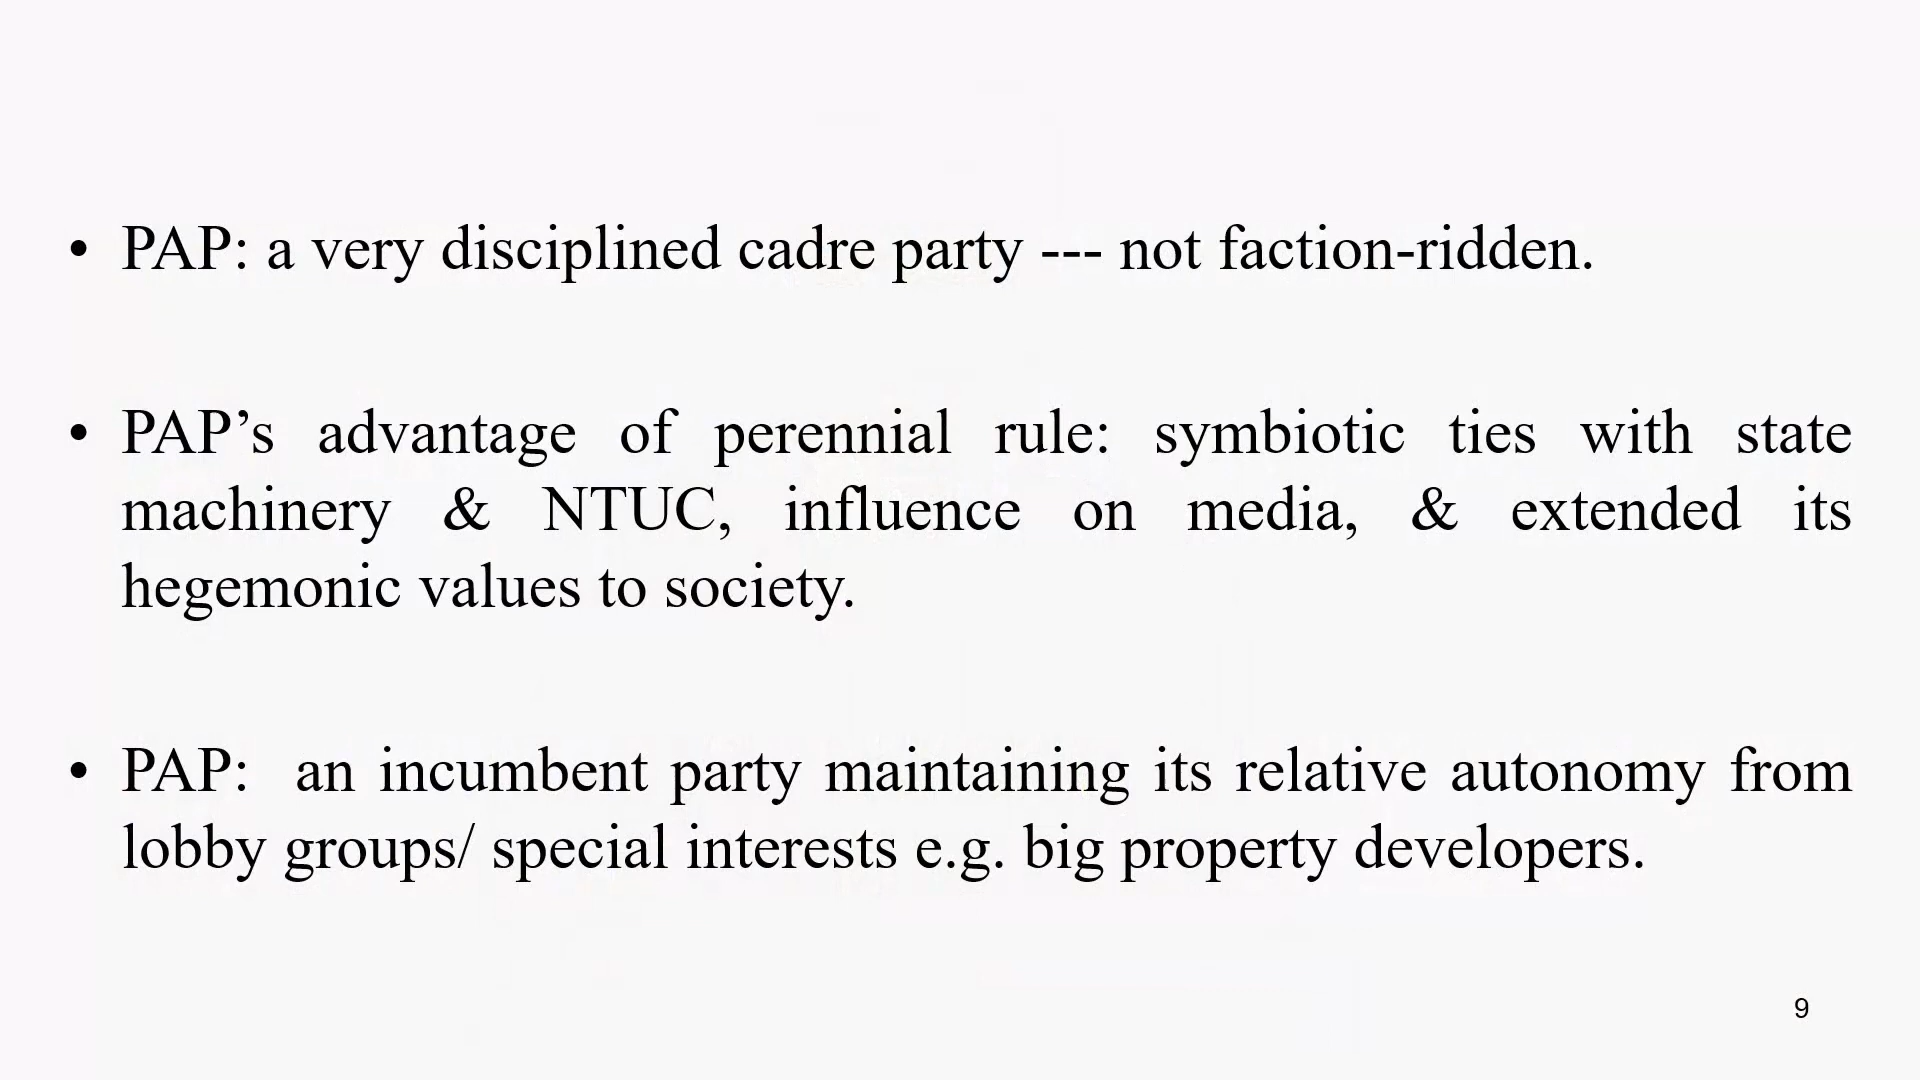 • PAP: a very disciplined cadre party --- not faction-ridden.
• PAP’s advantage of perennial rule: symbiotic ties with state
machinery & NTUC, influence on media, & extended its
hegemonic values to society.
• PAP: an incumbent party maintaining its relative autonomy from
lobby groups/ special interests e.g. big property developers.
9